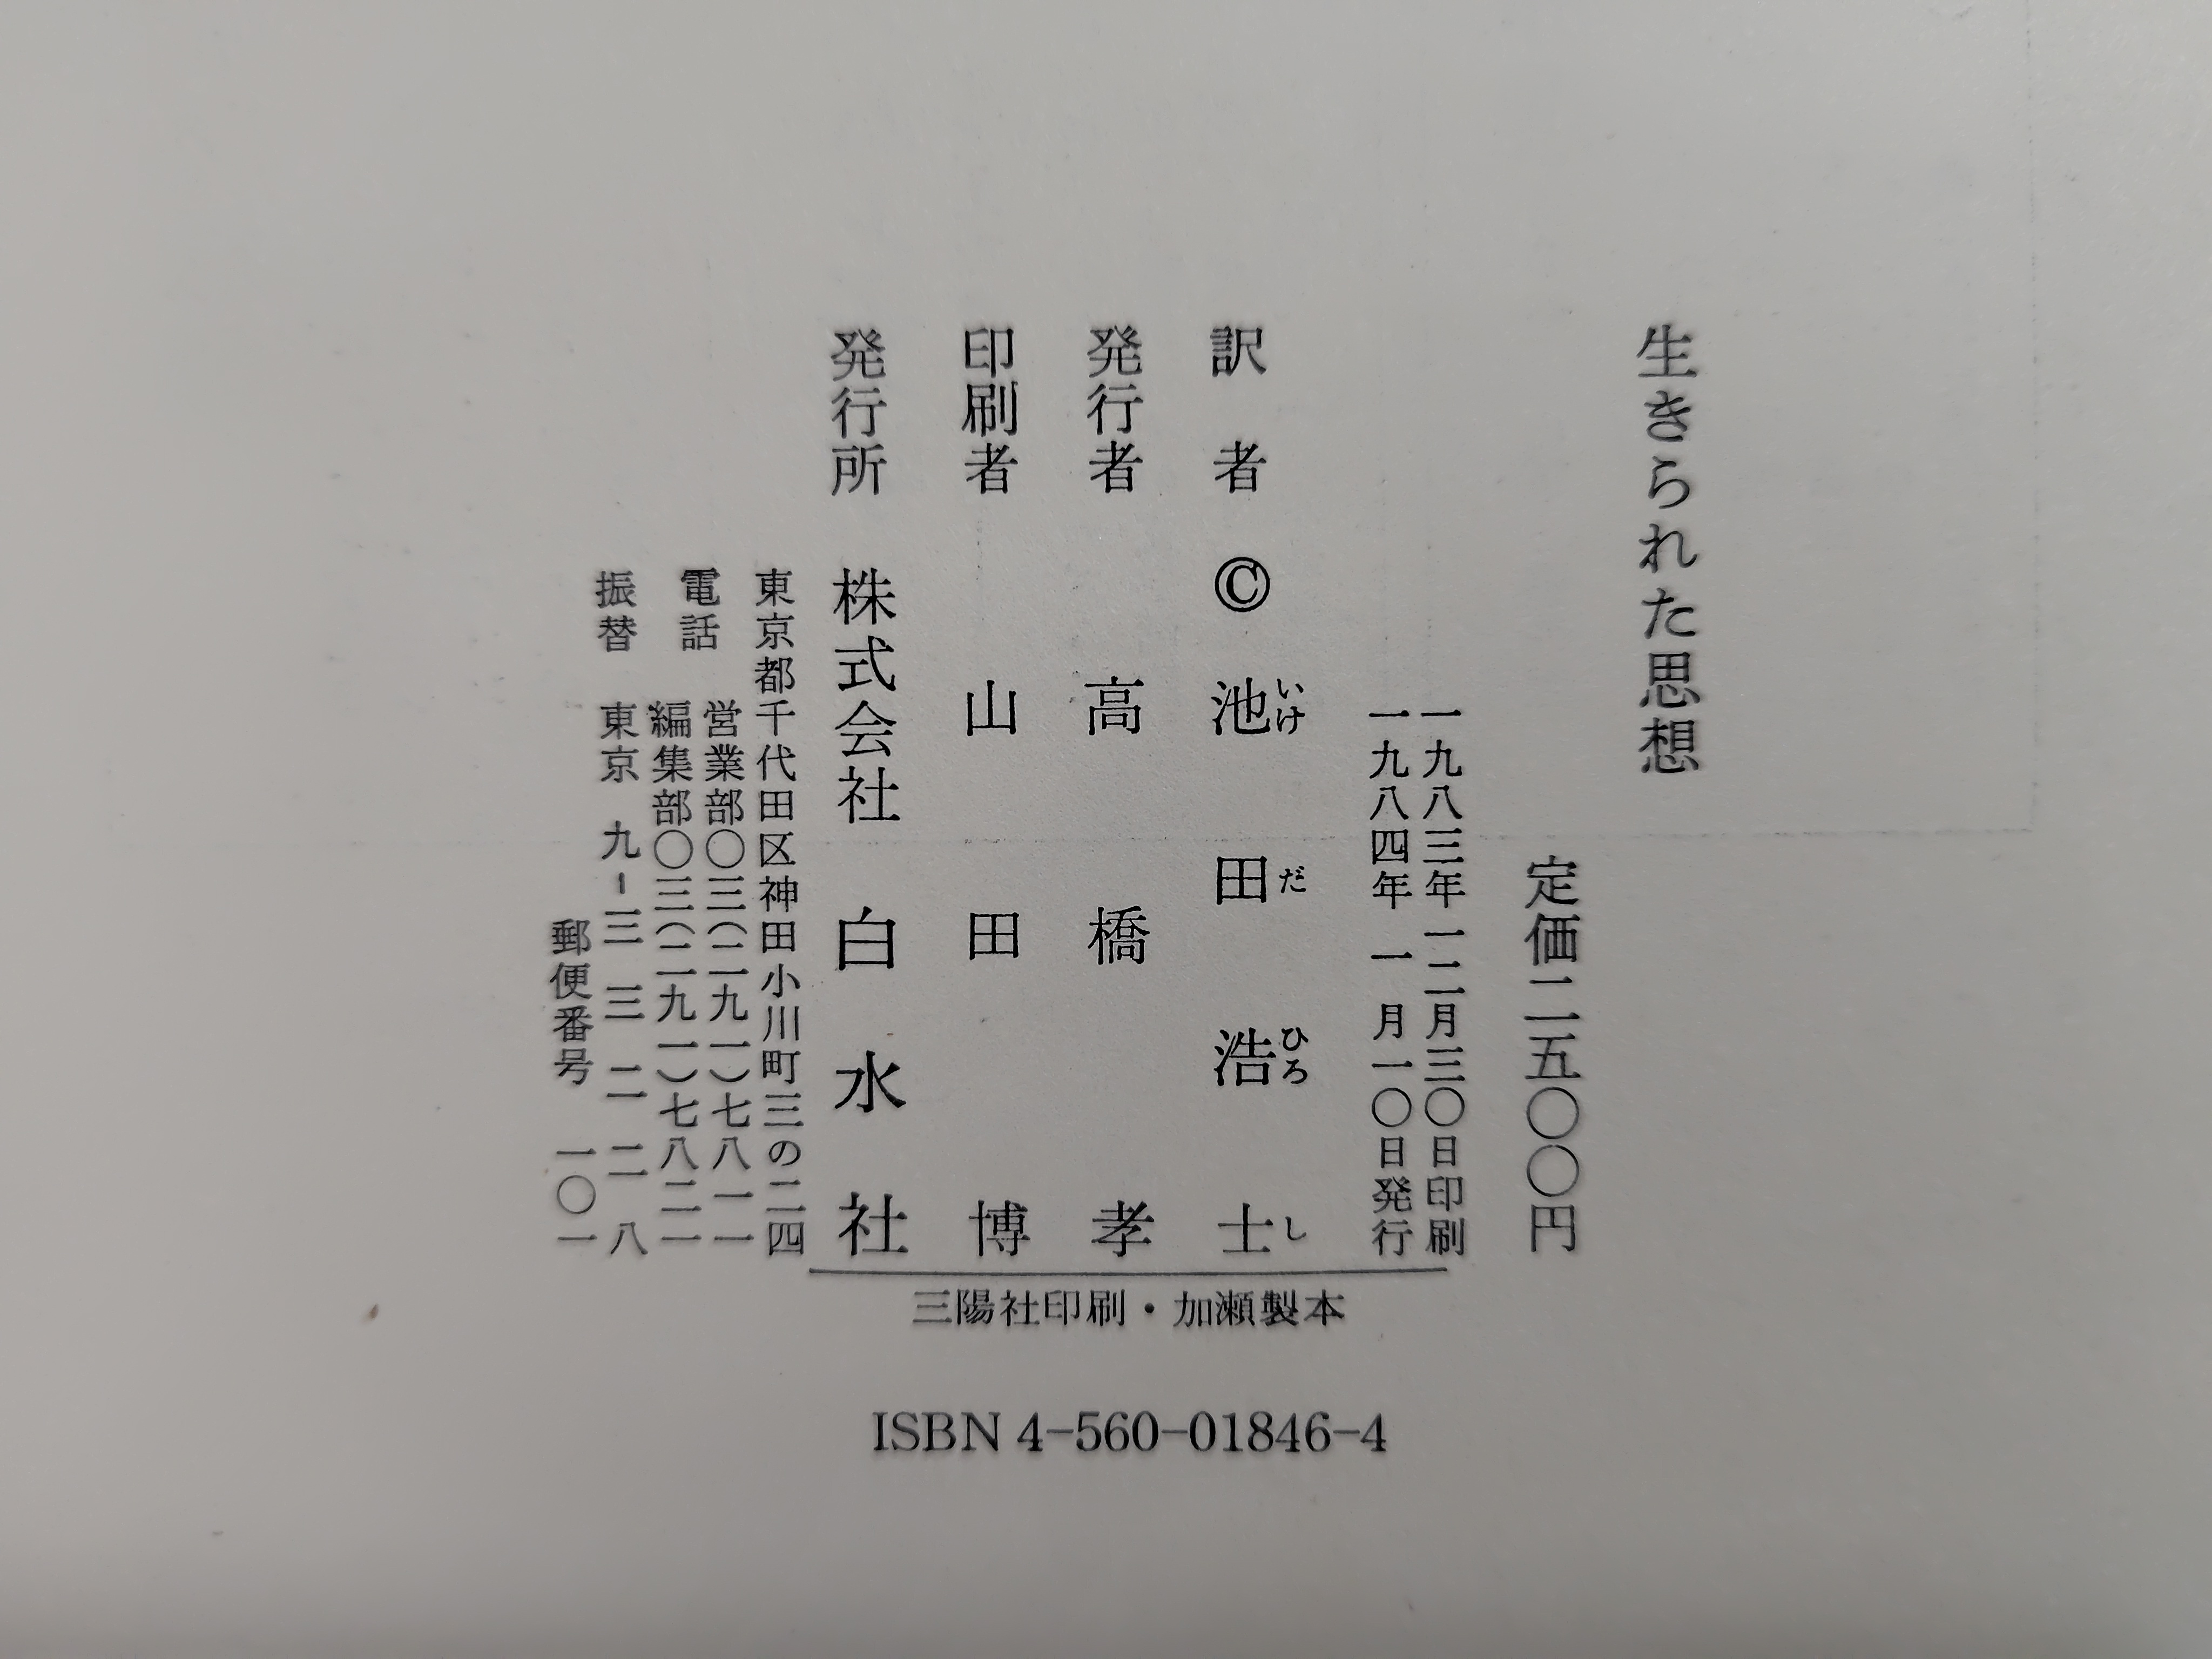 生きられた思想
定価二五〇〇円
一九八三年一二月三〇日印刷
一九八四年 一 月一〇日発行
訳者 © 池田浩士
いけ だ ひろ し
発行者 高橋孝
印刷者 山田博
発行所 株式会社 白水社
東京都千代田区神田小川町三の二四
電話 営業部〇三(二九一)七八一一
編集部〇三(二九一)七八二一
振替 東京 九-三三二二八
郵便番号 一〇一
三陽社印刷・加瀬製本
ISBN 4-560-01846-4